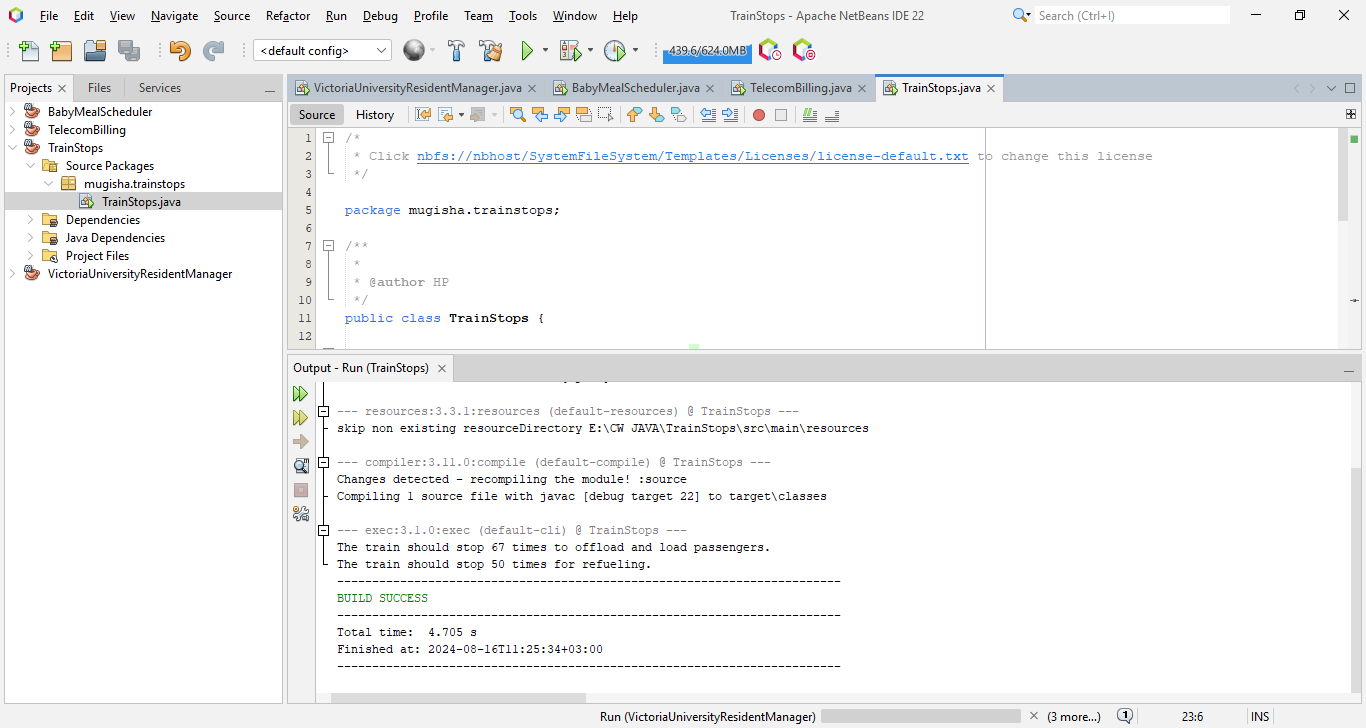 File Edit View Navigate Source Refactor Run Debug Profile Team Tools Window Help TrainStops - Apache NetBeans IDE 22 Search (Ctrl+I)
<default config> 439.6/624.0MB
Projects Files Services
VictoriaUniversityResidentManager.java BabyMealScheduler.java TelecomBilling.java TrainStops.java
BabyMealScheduler
TelecomBilling
TrainStops
Source Packages
mugisha.trainstops
TrainStops.java
Dependencies
Java Dependencies
Project Files
VictoriaUniversityResidentManager
Source History
1 /*
2 * Click nbfs://nbhost/SystemFileSystem/Templates/Licenses/license-default.txt to change this license
3 */
4
5 package mugisha.trainstops;
6
7 /**
8 *
9 * @author HP
10 */
11 public class TrainStops {
12
Output - Run (TrainStops)
--- resources:3.3.1:resources (default-resources) @ TrainStops ---
skip non existing resourceDirectory E:\CW JAVA\TrainStops\src\main\resources
--- compiler:3.11.0:compile (default-compile) @ TrainStops ---
Changes detected - recompiling the module! :source
Compiling 1 source file with javac [debug target 22] to target\classes
--- exec:3.1.0:exec (default-cli) @ TrainStops ---
The train should stop 67 times to offload and load passengers.
The train should stop 50 times for refueling.
------------------------------------------------------------------------
BUILD SUCCESS
------------------------------------------------------------------------
Total time:  4.705 s
Finished at: 2024-08-16T11:25:34+03:00
------------------------------------------------------------------------
Run (VictoriaUniversityResidentManager) (3 more...) 1 23:6 INS